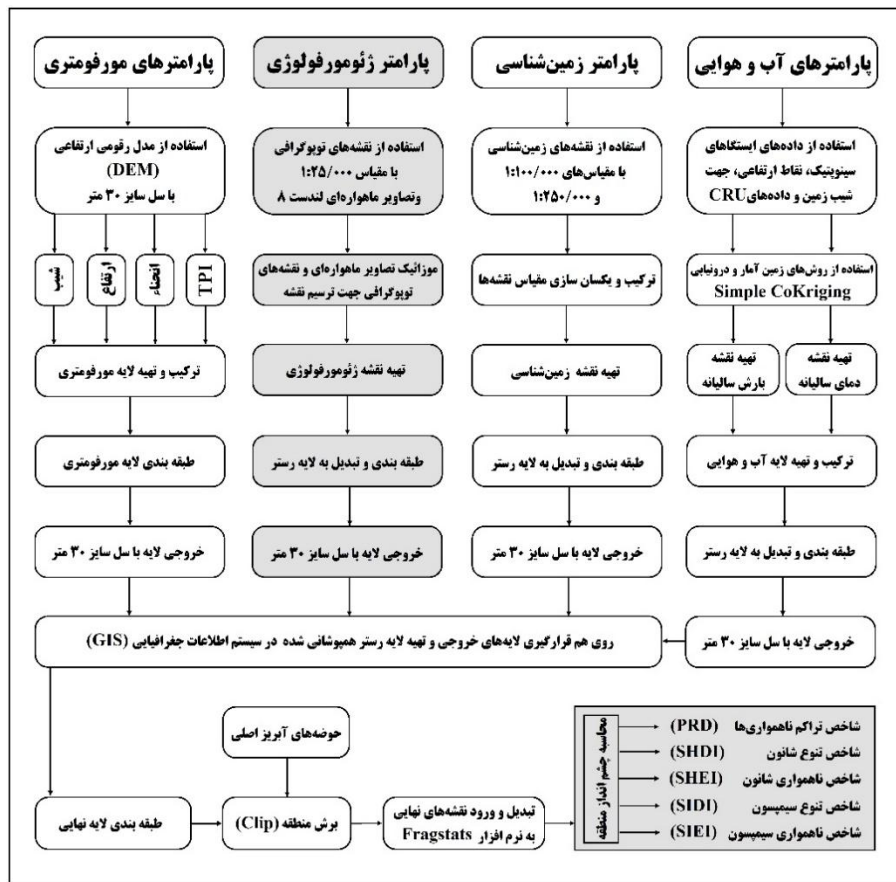 پارامترهای آب و هوایی
پارامتر زمین‌شناسی
پارامتر ژئومورفولوژی
پارامترهای مورفومتری
استفاده از داده‌های ایستگاهای
سینوپتیک، نقاط ارتفاعی، جهت
شیب زمین و داده‌های CRU
استفاده از نقشه‌های زمین‌شناسی
با مقیاس‌های ۱:۱۰۰/۰۰۰
و ۱:۲۵۰/۰۰۰
استفاده از نقشه‌های توپوگرافی
با مقیاس ۱:۲۵/۰۰۰
وتصاویر ماهواره‌ای لندست ۸
استفاده از مدل رقومی ارتفاعی
(DEM)
با سل سایز ۳۰ متر
استفاده از روش‌های زمین آمار و درونیابی
Simple CoKriging
ترکیب و یکسان سازی مقیاس نقشه‌ها
موزائیک تصاویر ماهواره‌ای و نقشه‌های
توپوگرافی جهت ترسیم نقشه
TPI
انحناء
ارتفاع
شیب
تهیه نقشه
دمای سالیانه
تهیه نقشه
بارش سالیانه
تهیه نقشه زمین‌شناسی
تهیه نقشه ژئومورفولوژی
ترکیب و تهیه لایه مورفومتری
ترکیب و تهیه لایه آب و هوایی
طبقه بندی و تبدیل به لایه رستر
طبقه بندی و تبدیل به لایه رستر
طبقه بندی لایه مورفومتری
طبقه بندی و تبدیل به لایه رستر
خروجی لایه با سل سایز ۳۰ متر
خروجی لایه با سل سایز ۳۰ متر
خروجی لایه با سل سایز ۳۰ متر
خروجی لایه با سل سایز ۳۰ متر
روی هم قرارگیری لایه‌های خروجی و تهیه لایه رستر همپوشانی شده در سیستم اطلاعات جغرافیایی (GIS)
حوضه‌های آبریز اصلی
طبقه بندی لایه نهایی
برش منطقه (Clip)
تبدیل و ورود نقشه‌های نهایی
به نرم افزار Fragstats
محاسبه چشم انداز منطقه
شاخص تراکم ناهمواری‌ها (PRD)
شاخص تنوع شانون (SHDI)
شاخص ناهمواری شانون (SHEI)
شاخص تنوع سیمپسون (SIDI)
شاخص ناهمواری سیمپسون (SIEI)